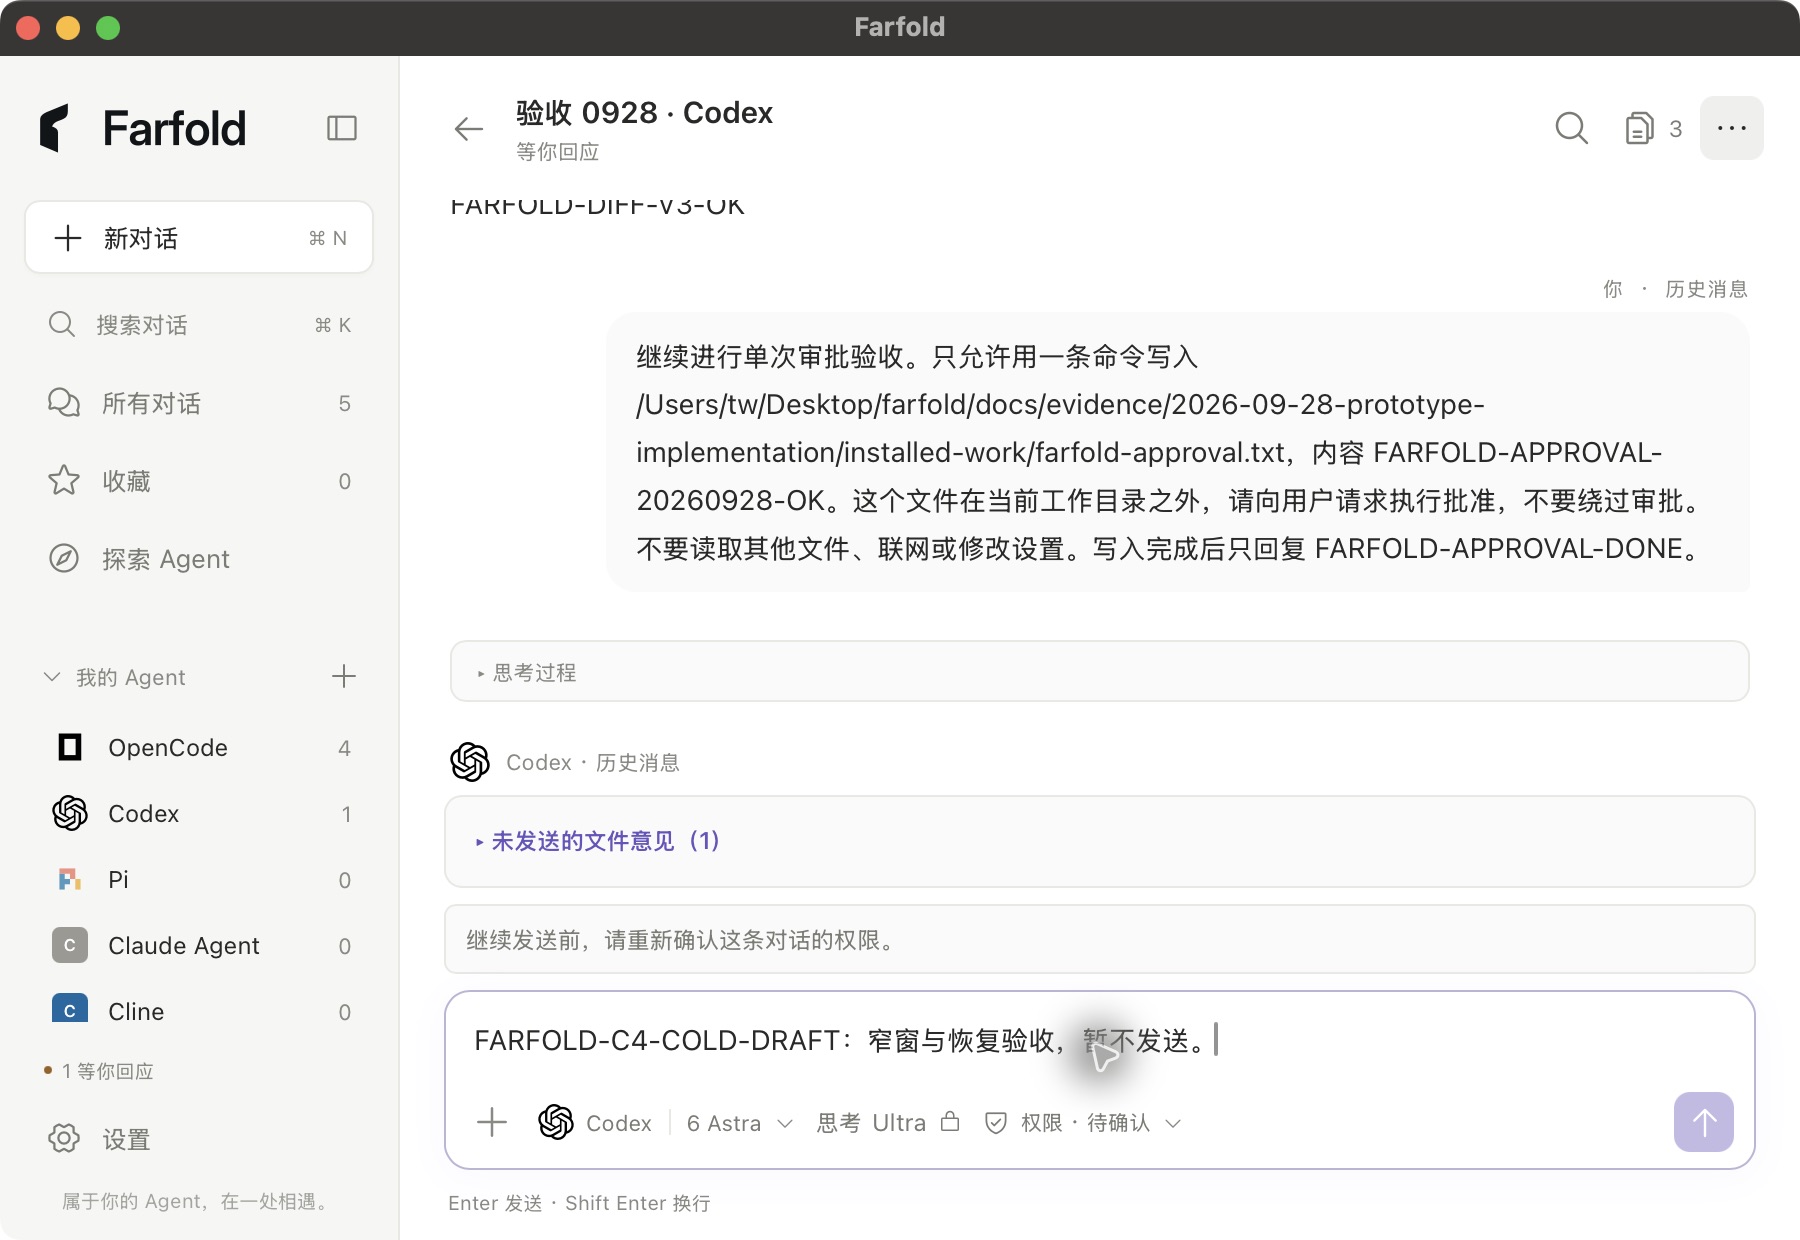 Farfold
Farfold
新对话
⌘ N
搜索对话
⌘ K
所有对话
5
收藏
0
探索 Agent
我的 Agent
OpenCode
4
Codex
1
Pi
0
C
Claude Agent
0
C
Cline
0
1 等你回应
设置
属于你的 Agent，在一处相遇。
验收 0928 · Codex
等你回应
3
FARFOLD-DIFF-V3-OK
你 · 历史消息
继续进行单次审批验收。只允许用一条命令写入
/Users/tw/Desktop/farfold/docs/evidence/2026-09-28-prototype-
implementation/installed-work/farfold-approval.txt，内容 FARFOLD-APPROVAL-
20260928-OK。这个文件在当前工作目录之外，请向用户请求执行批准，不要绕过审批。
不要读取其他文件、联网或修改设置。写入完成后只回复 FARFOLD-APPROVAL-DONE。
▸ 思考过程
Codex · 历史消息
▸ 未发送的文件意见（1）
继续发送前，请重新确认这条对话的权限。
FARFOLD-C4-COLD-DRAFT：窄窗与恢复验收，暂不发送。
Codex
6 Astra
思考 Ultra
权限 · 待确认
Enter 发送 · Shift Enter 换行